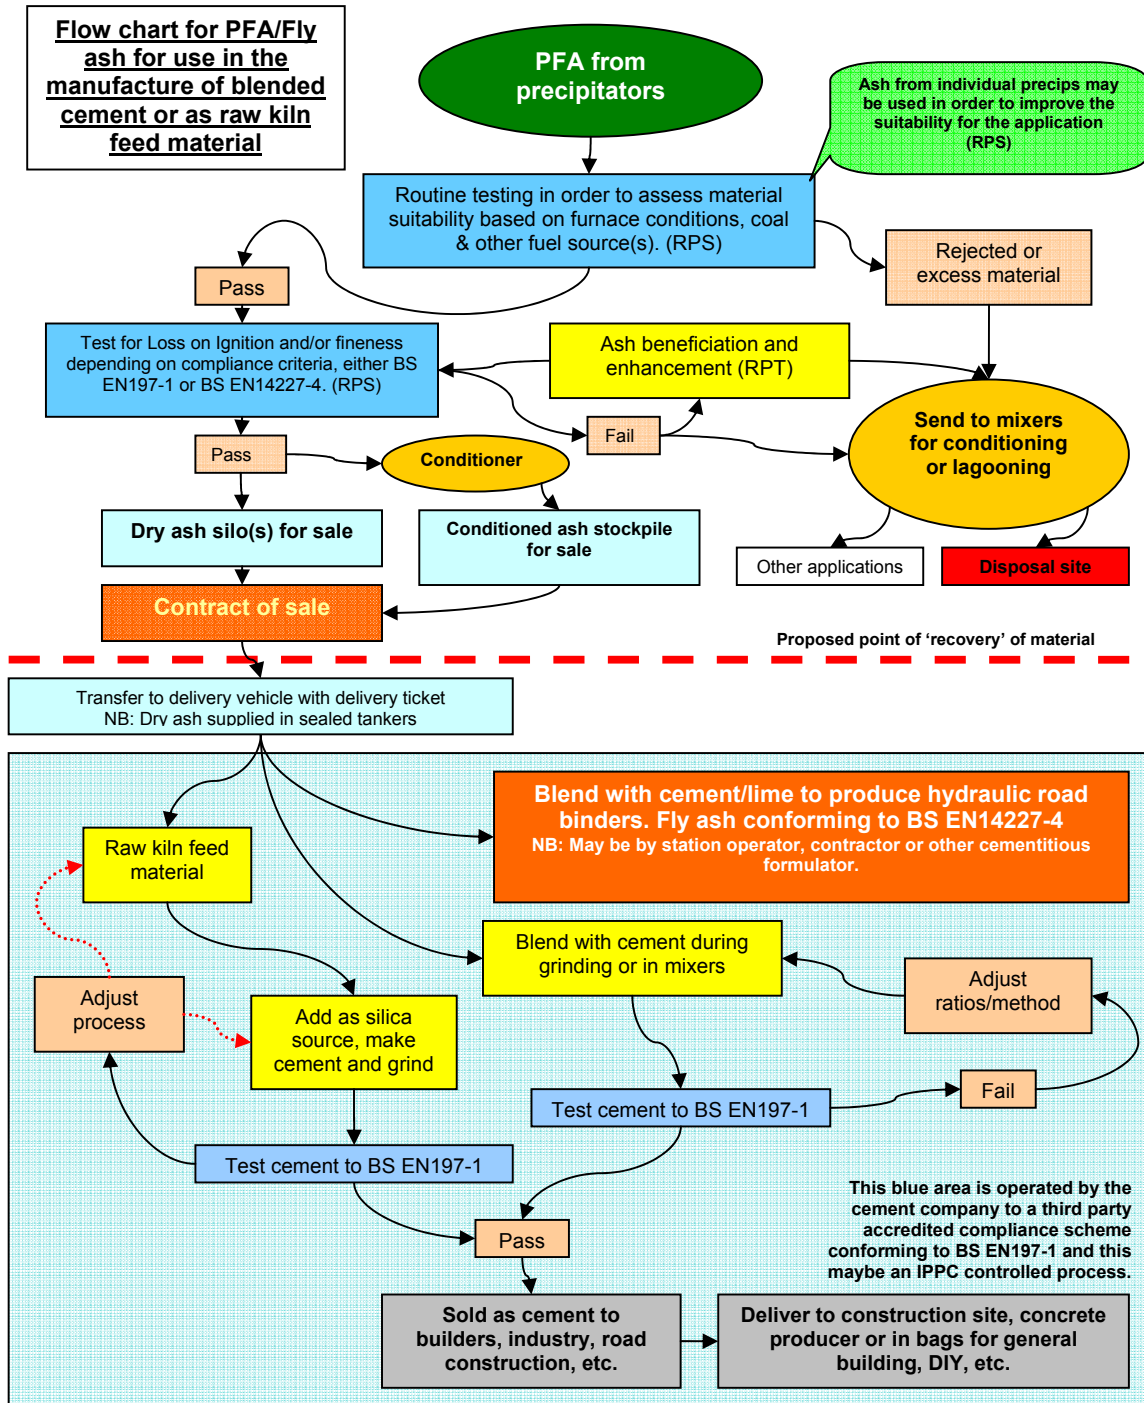 Flow chart for PFA/Fly
ash for use in the
manufacture of blended
cement or as raw kiln
feed material
PFA from
precipitators
Ash from individual precips may
be used in order to improve the
suitability for the application
(RPS)
Routine testing in order to assess material
suitability based on furnace conditions, coal
& other fuel source(s). (RPS)
Rejected or
excess material
Pass
Test for Loss on Ignition and/or fineness
depending on compliance criteria, either BS
EN197-1 or BS EN14227-4. (RPS)
Ash beneficiation and
enhancement (RPT)
Fail
Send to mixers
for conditioning
or lagooning
Pass
Conditioner
Dry ash silo(s) for sale
Conditioned ash stockpile
for sale
Other applications
Disposal site
Contract of sale
Proposed point of ‘recovery’ of material
Transfer to delivery vehicle with delivery ticket
NB: Dry ash supplied in sealed tankers
Blend with cement/lime to produce hydraulic road
binders. Fly ash conforming to BS EN14227-4
NB: May be by station operator, contractor or other cementitious
formulator.
Raw kiln feed
material
Blend with cement during
grinding or in mixers
Adjust
ratios/method
Adjust
process
Add as silica
source, make
cement and grind
Fail
Test cement to BS EN197-1
Test cement to BS EN197-1
This blue area is operated by the
cement company to a third party
accredited compliance scheme
conforming to BS EN197-1 and this
maybe an IPPC controlled process.
Pass
Sold as cement to
builders, industry, road
construction, etc.
Deliver to construction site, concrete
producer or in bags for general
building, DIY, etc.